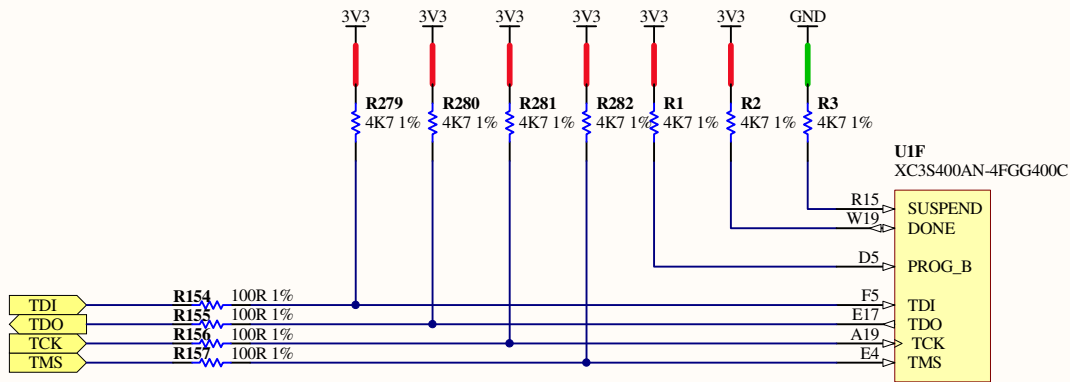 3V3 3V3 3V3 3V3 3V3 3V3 GND
R279 R280 R281 R282 R1 R2 R3
4K7 1% 4K7 1% 4K7 1% 4K7 1% 4K7 1% 4K7 1% 4K7 1%
U1F
XC3S400AN-4FGG400C
R15 SUSPEND
W19 DONE
D5 PROG_B
TDI R154 100R 1% F5 TDI
TDO R155 100R 1% E17 TDO
TCK R156 100R 1% A19 TCK
TMS R157 100R 1% E4 TMS